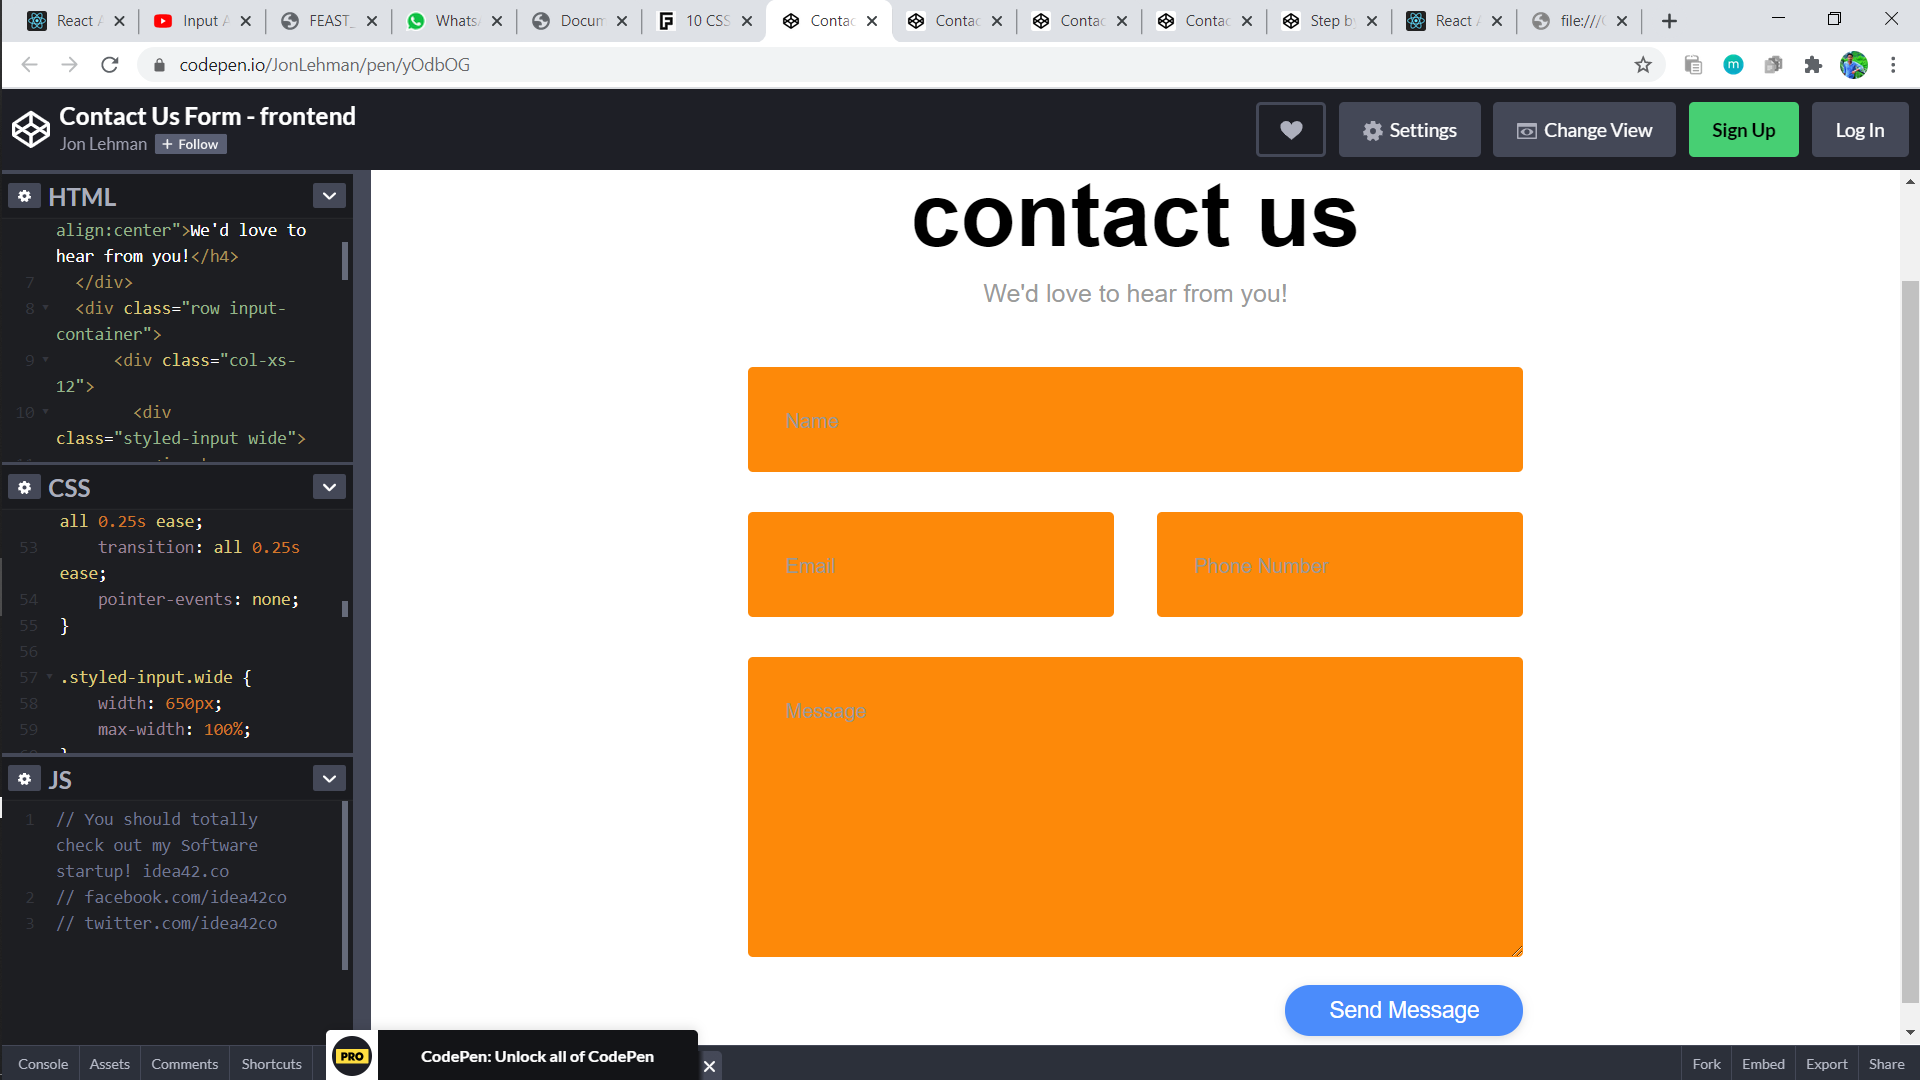 React A
Input A
FEAST_
WhatsA
Docum
10 CSS
Contac
Contac
Contac
Contac
Step by
React A
file:///C
codepen.io/JonLehman/pen/yOdbOG
m
Contact Us Form - frontend
Jon Lehman
+ Follow
Settings
Change View
Sign Up
Log In
HTML
align:center">We'd love to
hear from you!</h4>
7 </div>
8 <div class="row input-
container">
9 <div class="col-xs-
12">
10 <div
class="styled-input wide">
CSS
all 0.25s ease;
53 transition: all 0.25s
ease;
54 pointer-events: none;
55 }
56
57 .styled-input.wide {
58 width: 650px;
59 max-width: 100%;
JS
1 // You should totally
check out my Software
startup! idea42.co
2 // facebook.com/idea42co
3 // twitter.com/idea42co
contact us
We'd love to hear from you!
Name
Email
Phone Number
Message
Send Message
Console
Assets
Comments
Shortcuts
PRO
CodePen: Unlock all of CodePen
Fork
Embed
Export
Share